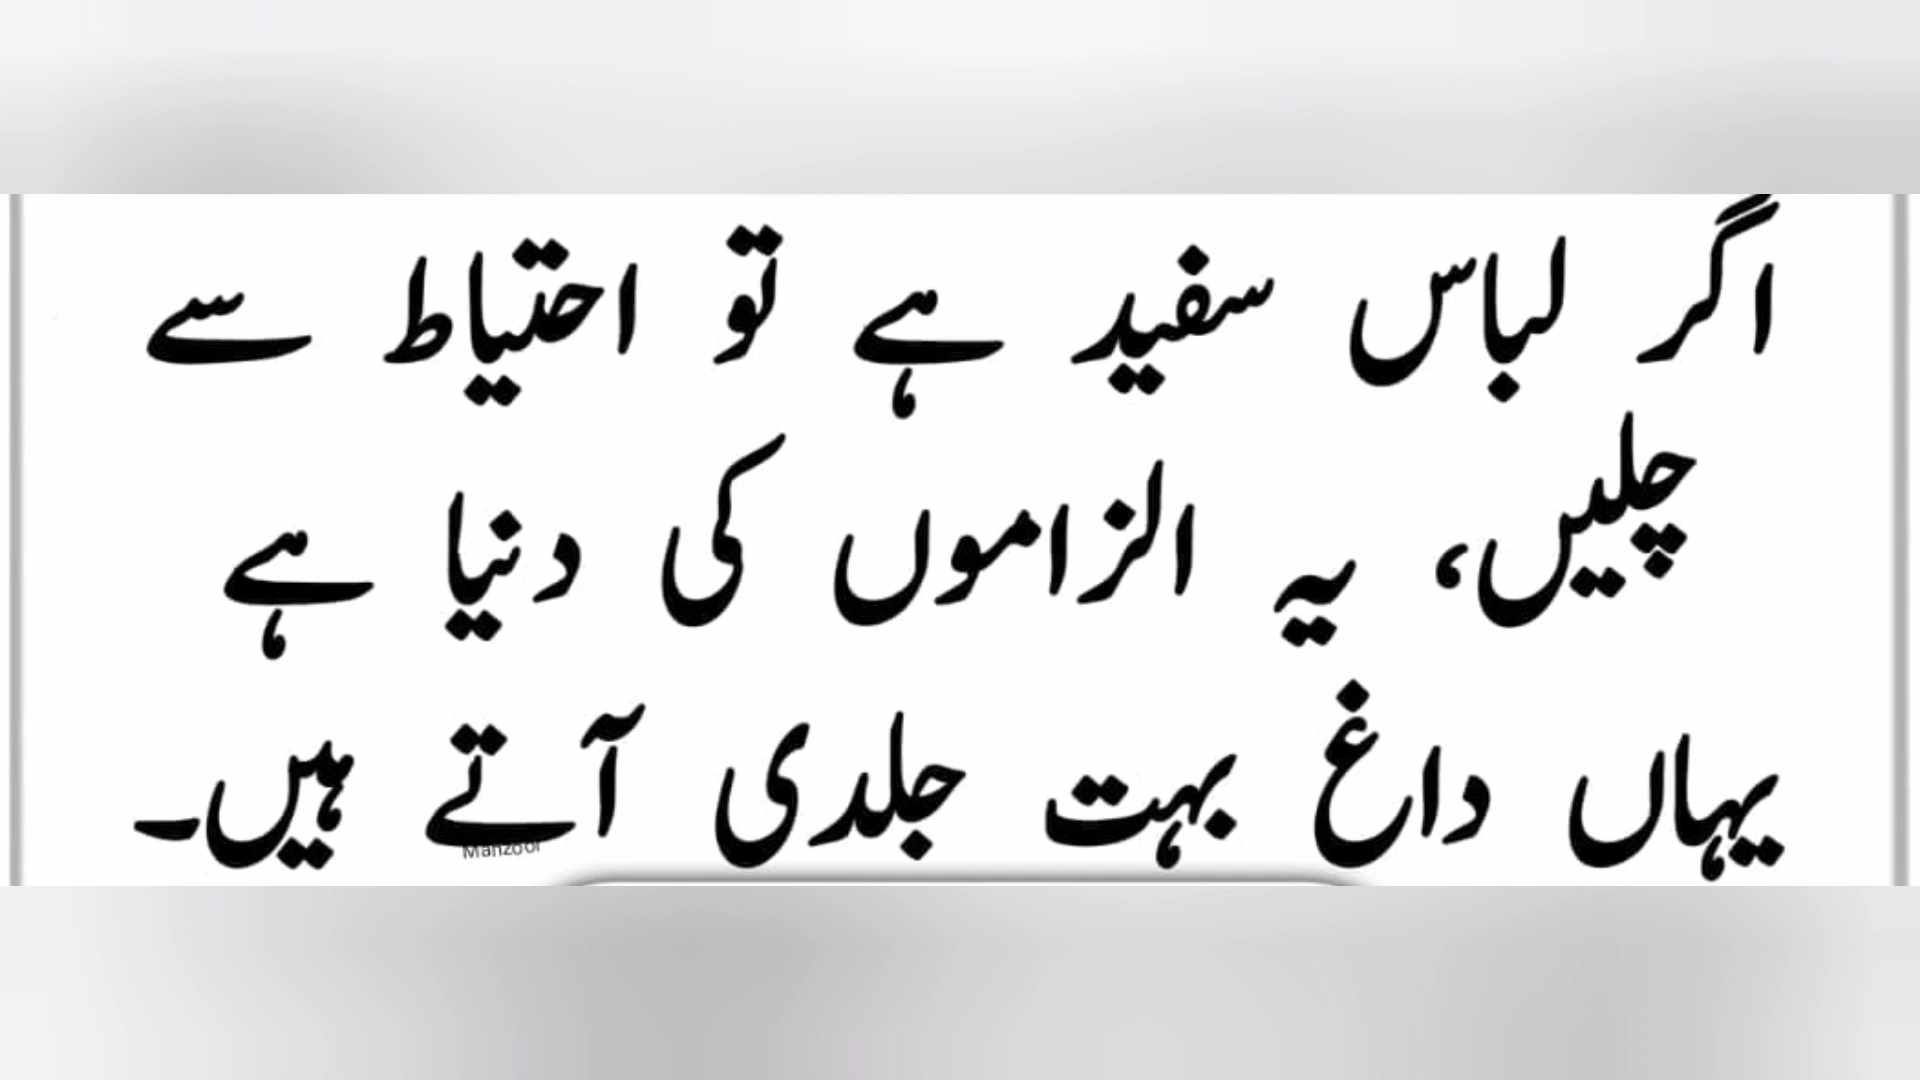 اگر لباس سفید ہے تو احتیاط سے
چلیں، یہ الزاموں کی دنیا ہے
یہاں داغ بہت جلدی آتے ہیں۔
Manzoor